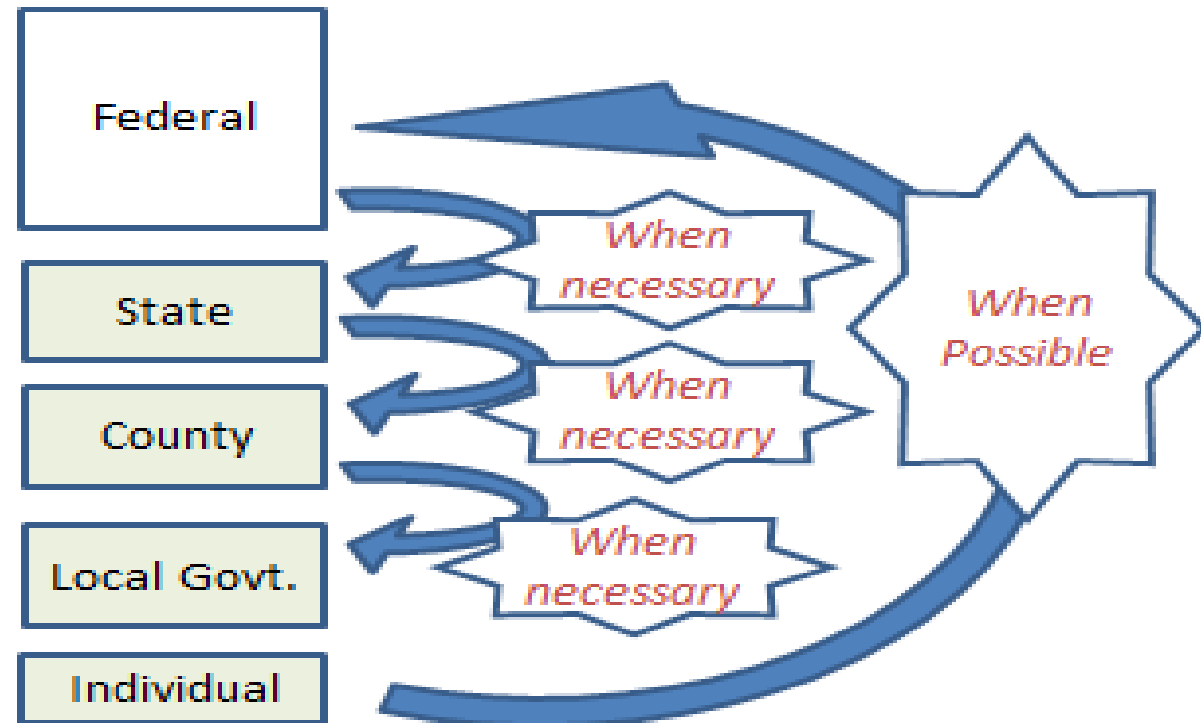 Federal
When
necessary
State
When
Possible
When
necessary
County
When
necessary
Local Govt.
Individual